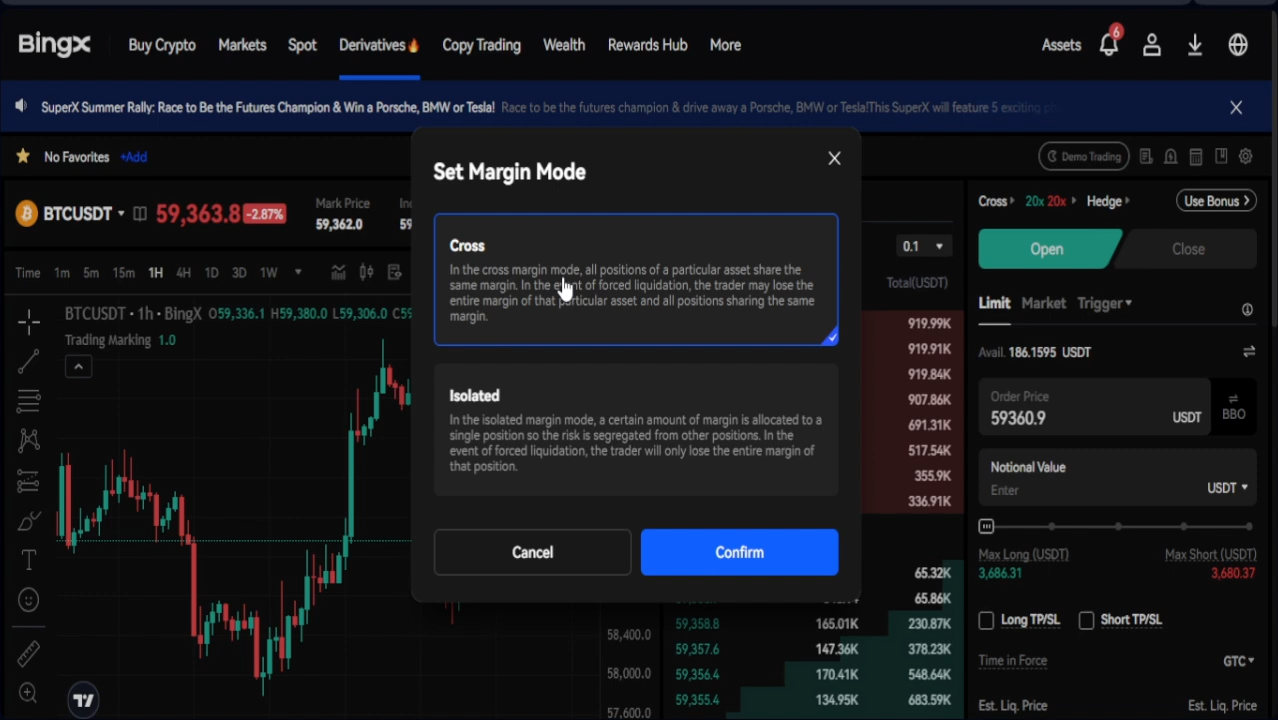 BingX
Buy Crypto
Markets
Spot
Derivatives
Copy Trading
Wealth
Rewards Hub
More
Assets
6
SuperX Summer Rally: Race to Be the Futures Champion & Win a Porsche, BMW or Tesla! Race to be the futures champion & drive away a Porsche, BMW or Tesla!This SuperX will feature 5 exciting
No Favorites +Add
Demo Trading
BTCUSDT
59,363.8 -2.87%
Mark Price
59,362.0
Time 1m 5m 15m 1H 4H 1D 3D 1W
BTCUSDT · 1h · BingX O59,336.1 H59,380.0 L59,306.0
Trading Marking 1.0
Set Margin Mode
Cross
In the cross margin mode, all positions of a particular asset share the
same margin. In the event of forced liquidation, the trader may lose the
entire margin of that particular asset and all positions sharing the same
margin.
Isolated
In the isolated margin mode, a certain amount of margin is allocated to a
single position so the risk is segregated from other positions. In the
event of forced liquidation, the trader will only lose the entire margin of
that position.
Cancel
Confirm
58,400.0
58,000.0
57,600.0
0.1
Total(USDT)
919.99K
919.91K
919.84K
907.86K
691.31K
517.54K
355.9K
336.91K
65.32K
65.86K
59,358.8 165.01K 230.87K
59,357.6 147.36K 378.23K
59,356.4 170.41K 548.64K
59,355.4 134.95K 683.59K
Cross 20x 20x Hedge
Use Bonus
Open
Close
Limit Market Trigger
Avail. 186.1595 USDT
Order Price
59360.9 USDT
BBO
Notional Value
Enter
USDT
Max Long (USDT) Max Short (USDT)
3,686.31 3,680.37
Long TP/SL
Short TP/SL
Time in Force
GTC
Est. Liq. Price Est. Liq. Price